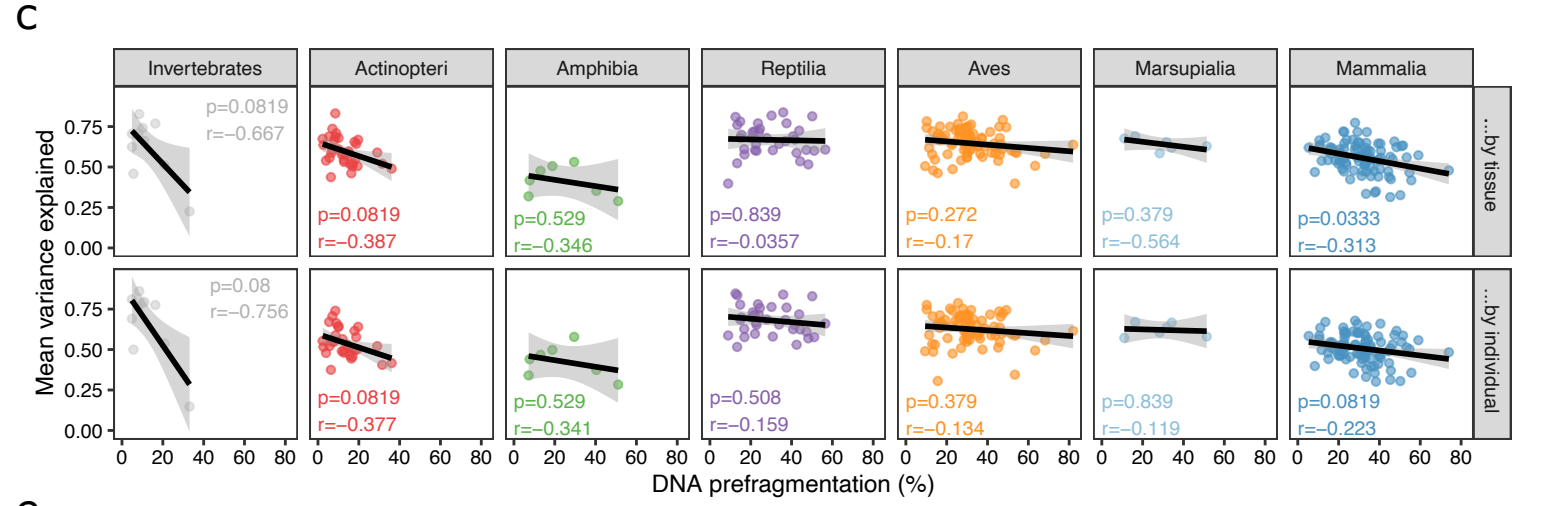 C
Invertebrates Actinopteri Amphibia Reptilia Aves Marsupialia Mammalia
Mean variance explained
0.75
0.50
0.25
0.00
p=0.0819
r=−0.667
p=0.0819
r=−0.387
p=0.529
r=−0.346
p=0.839
r=−0.0357
p=0.272
r=−0.17
p=0.379
r=−0.564
p=0.0333
r=−0.313
...by tissue
0.75
0.50
0.25
0.00
p=0.08
r=−0.756
p=0.0819
r=−0.377
p=0.529
r=−0.341
p=0.508
r=−0.159
p=0.379
r=−0.134
p=0.839
r=−0.119
p=0.0819
r=−0.223
...by individual
0 20 40 60 80 0 20 40 60 80 0 20 40 60 80 0 20 40 60 80 0 20 40 60 80 0 20 40 60 80 0 20 40 60 80
DNA prefragmentation (%)